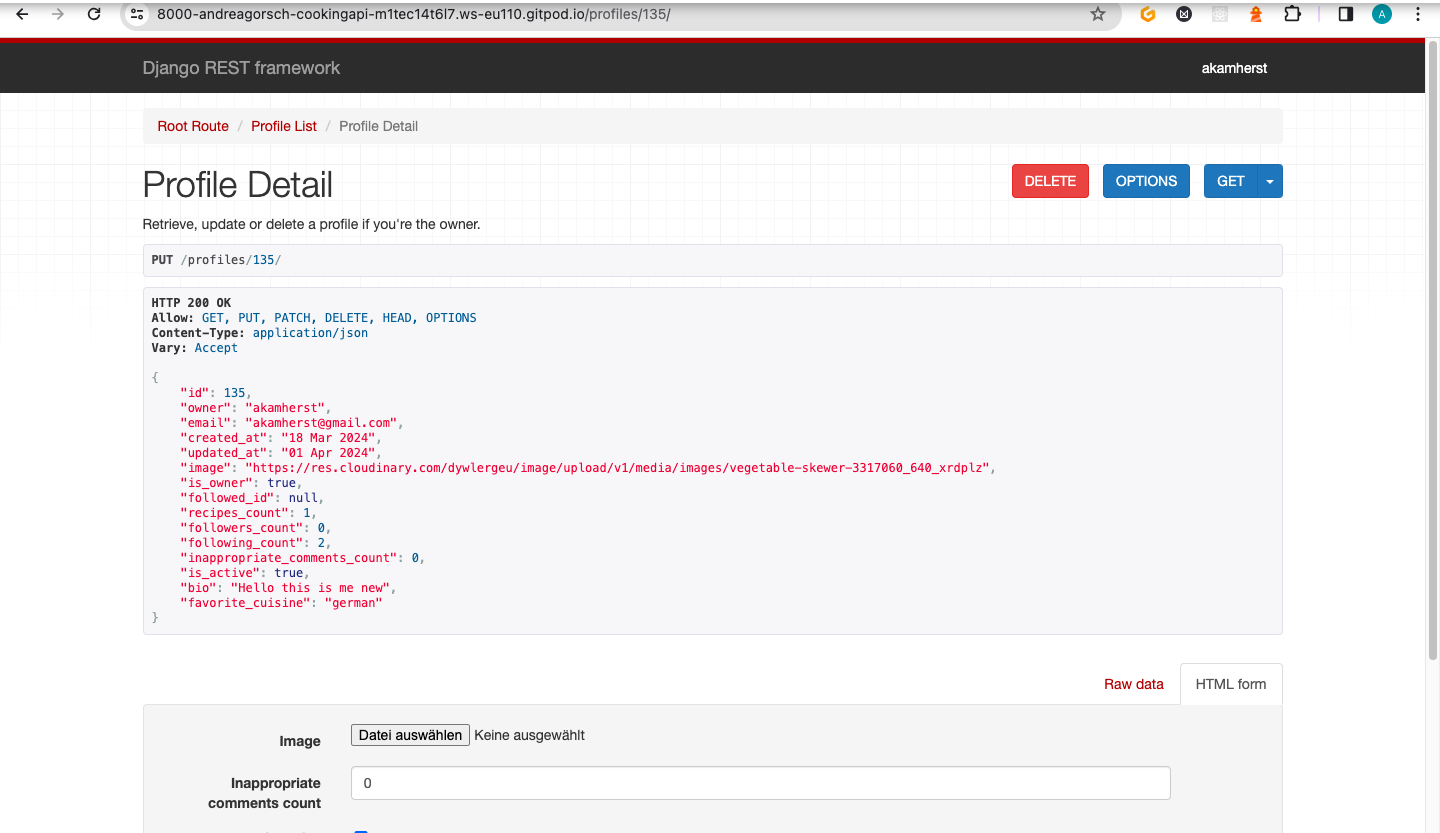 8000-andreagorsch-cookingapi-m1tec14t6l7.ws-eu110.gitpod.io/profiles/135/
A
Django REST framework
akamherst
Root Route / Profile List / Profile Detail
Profile Detail
DELETE
OPTIONS
GET
Retrieve, update or delete a profile if you're the owner.
PUT /profiles/135/
HTTP 200 OK
Allow: GET, PUT, PATCH, DELETE, HEAD, OPTIONS
Content-Type: application/json
Vary: Accept
{
    "id": 135,
    "owner": "akamherst",
    "email": "akamherst@gmail.com",
    "created_at": "18 Mar 2024",
    "updated_at": "01 Apr 2024",
    "image": "https://res.cloudinary.com/dywlergeu/image/upload/v1/media/images/vegetable-skewer-3317060_640_xrdplz",
    "is_owner": true,
    "followed_id": null,
    "recipes_count": 1,
    "followers_count": 0,
    "following_count": 2,
    "inappropriate_comments_count": 0,
    "is_active": true,
    "bio": "Hello this is me new",
    "favorite_cuisine": "german"
}
Raw data
HTML form
Image
Datei auswählen Keine ausgewählt
Inappropriate
comments count
0